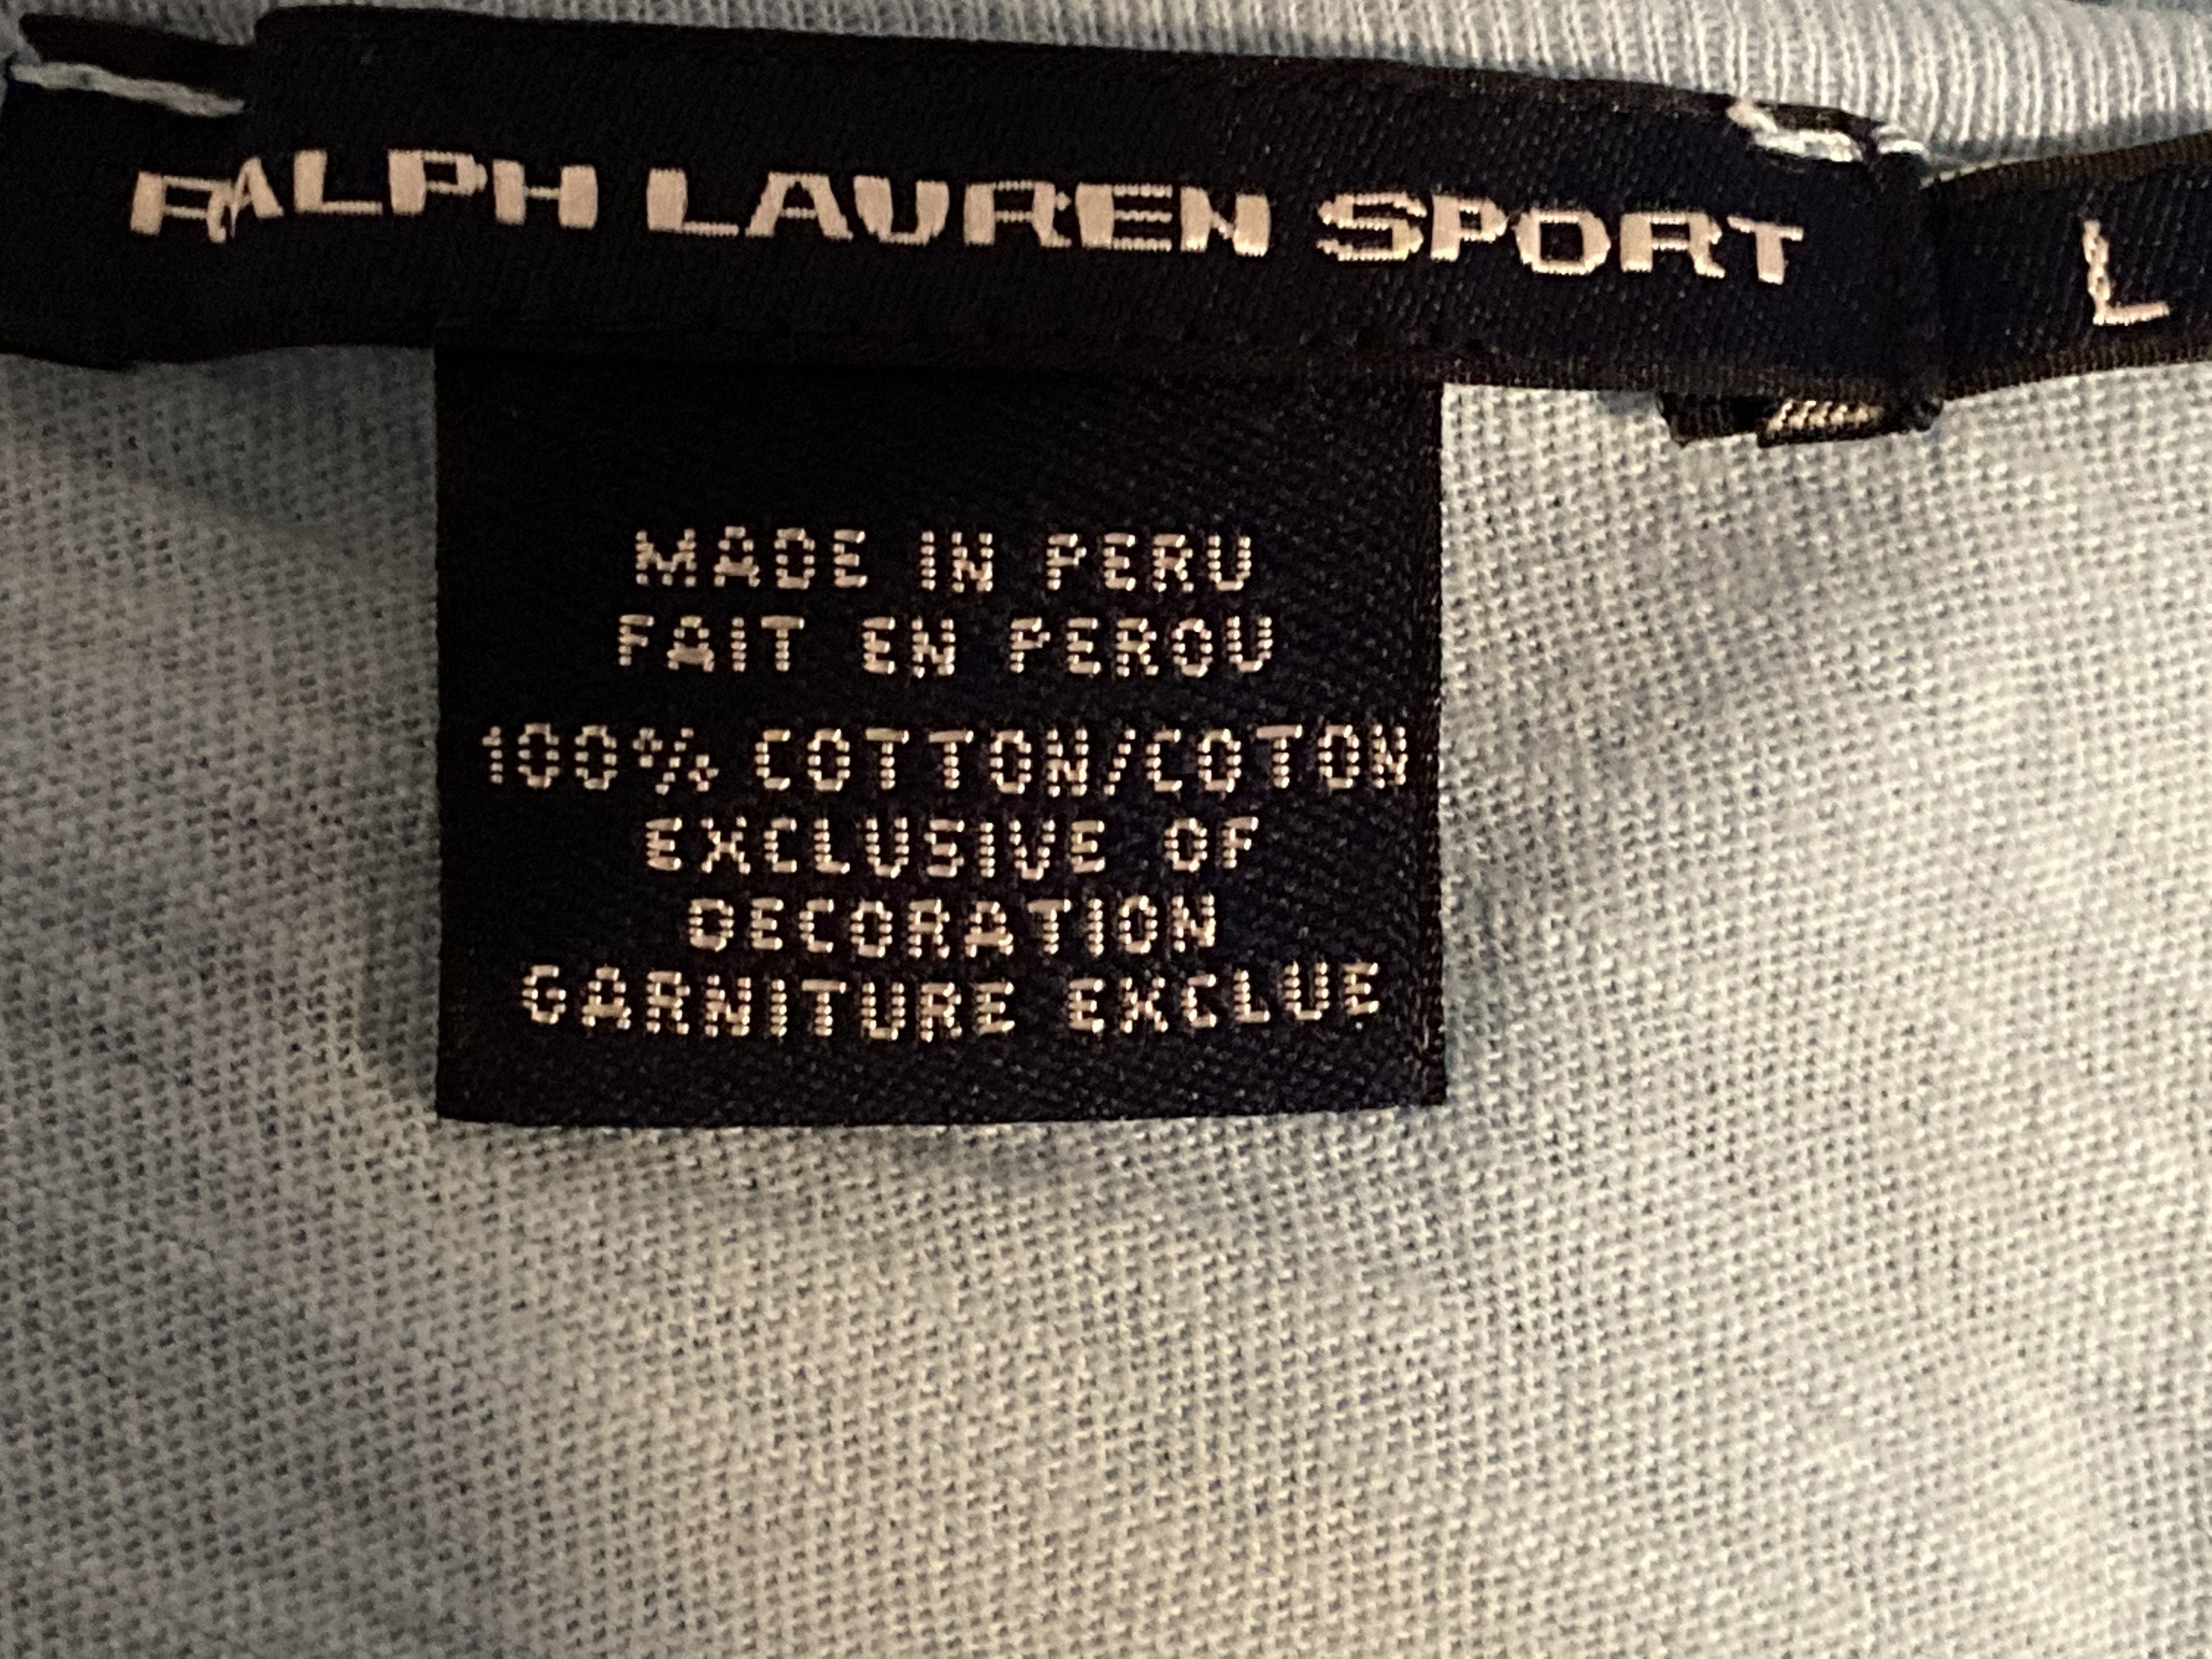 RALPH LAUREN SPORT
L
MADE IN PERU
FAIT EN PEROU
100% COTTON/COTON
EXCLUSIVE OF
DECORATION
GARNITURE EXCLUE